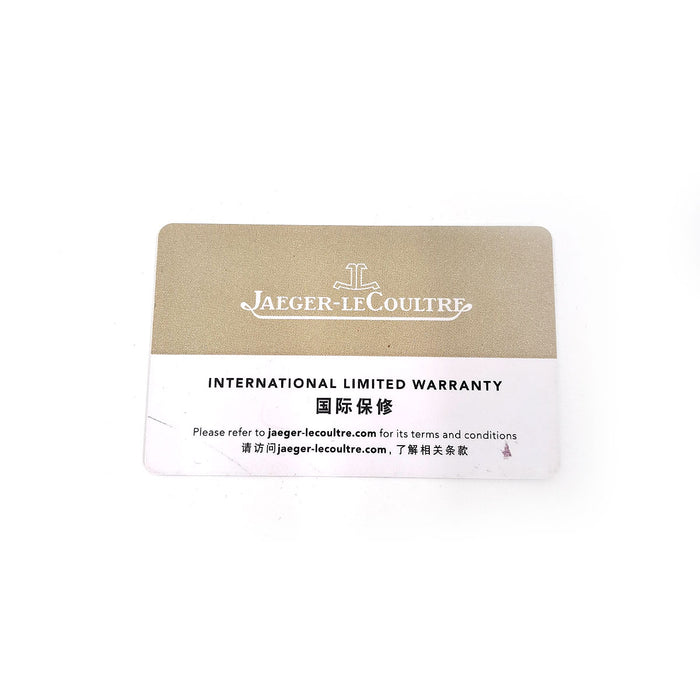 JAEGER-LECOULTRE
INTERNATIONAL LIMITED WARRANTY
国际保修
Please refer to jaeger-lecoultre.com for its terms and conditions
请访问jaeger-lecoultre.com，了解相关条款